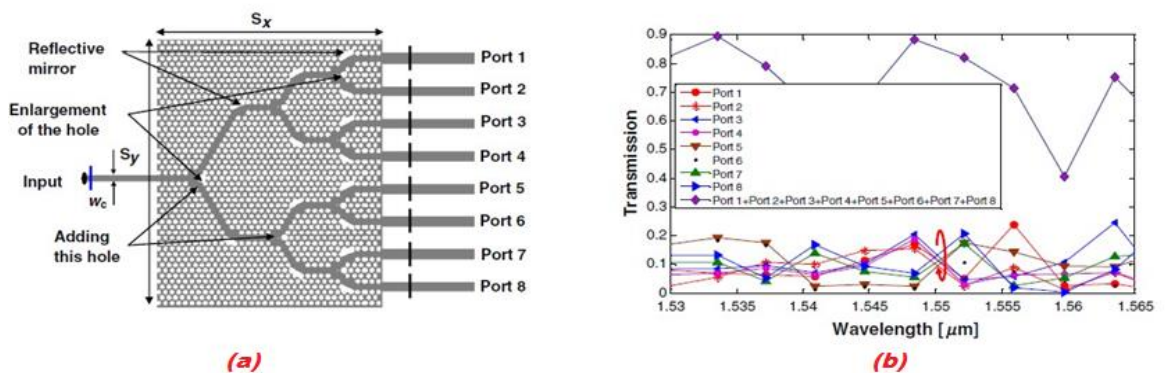 Sx
Reflective
mirror
Enlargement
of the hole
Sy
Input
wc
Adding
this hole
Port 1
Port 2
Port 3
Port 4
Port 5
Port 6
Port 7
Port 8
(a)
Transmission
0.9
0.8
0.7
0.6
0.5
0.4
0.3
0.2
0.1
0
Port 1
Port 2
Port 3
Port 4
Port 5
Port 6
Port 7
Port 8
Port 1+Port 2+Port 3+Port 4+Port 5+Port 6+Port 7+Port 8
1.53 1.535 1.54 1.545 1.55 1.555 1.56 1.565
Wavelength [ μm]
(b)